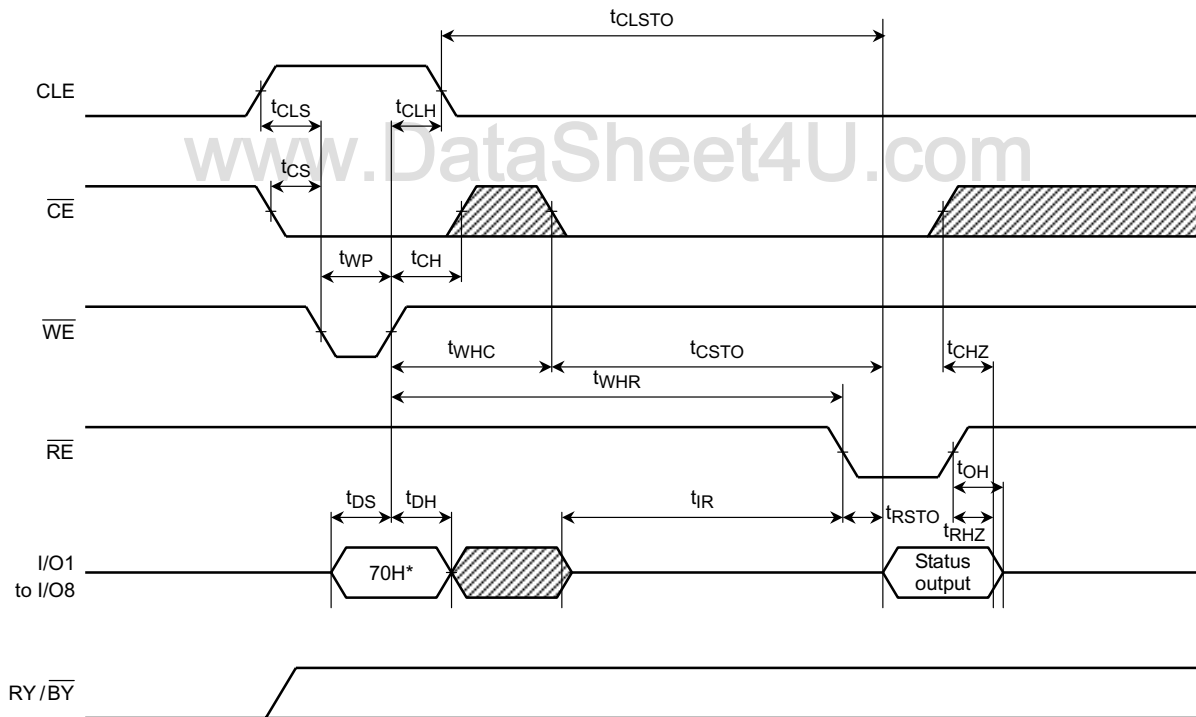 tCLSTO
CLE
tCLS
tCLH
www.DataSheet4U.com
tCS
CE
tWP
tCH
WE
tWHC
tCSTO
tCHZ
tWHR
RE
tOH
tDS
tDH
tIR
tRSTO
tRHZ
I/O1
to I/O8
70H*
Status
output
RY/BY